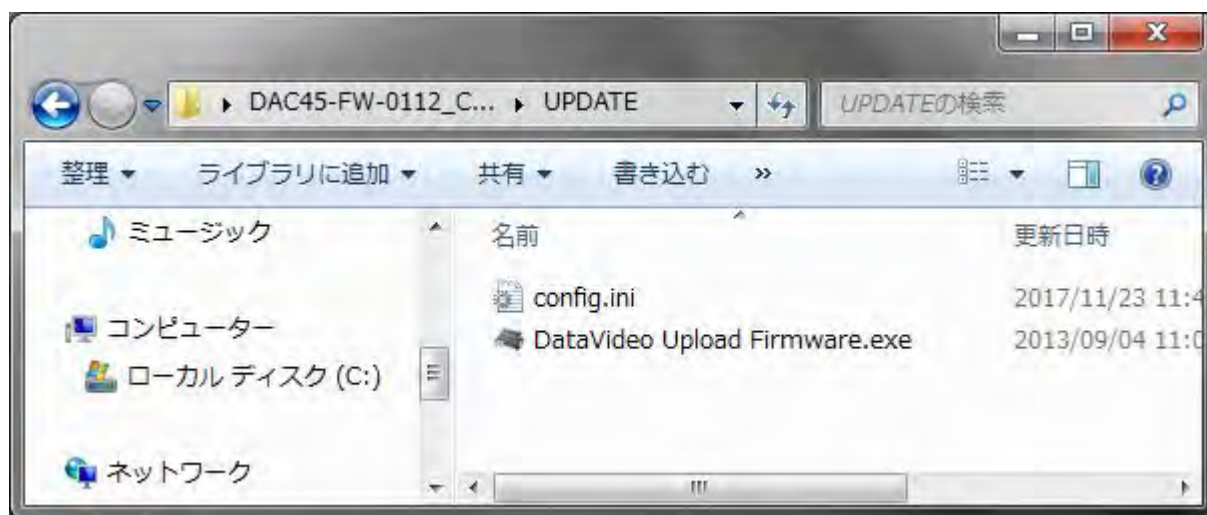 DAC45-FW-0112_C... UPDATE UPDATEの検索
整理 ライブラリに追加 共有 書き込む »
ミュージック
コンピューター
ローカル ディスク (C:)
ネットワーク
名前 更新日時
config.ini 2017/11/23 11:4
DataVideo Upload Firmware.exe 2013/09/04 11:0